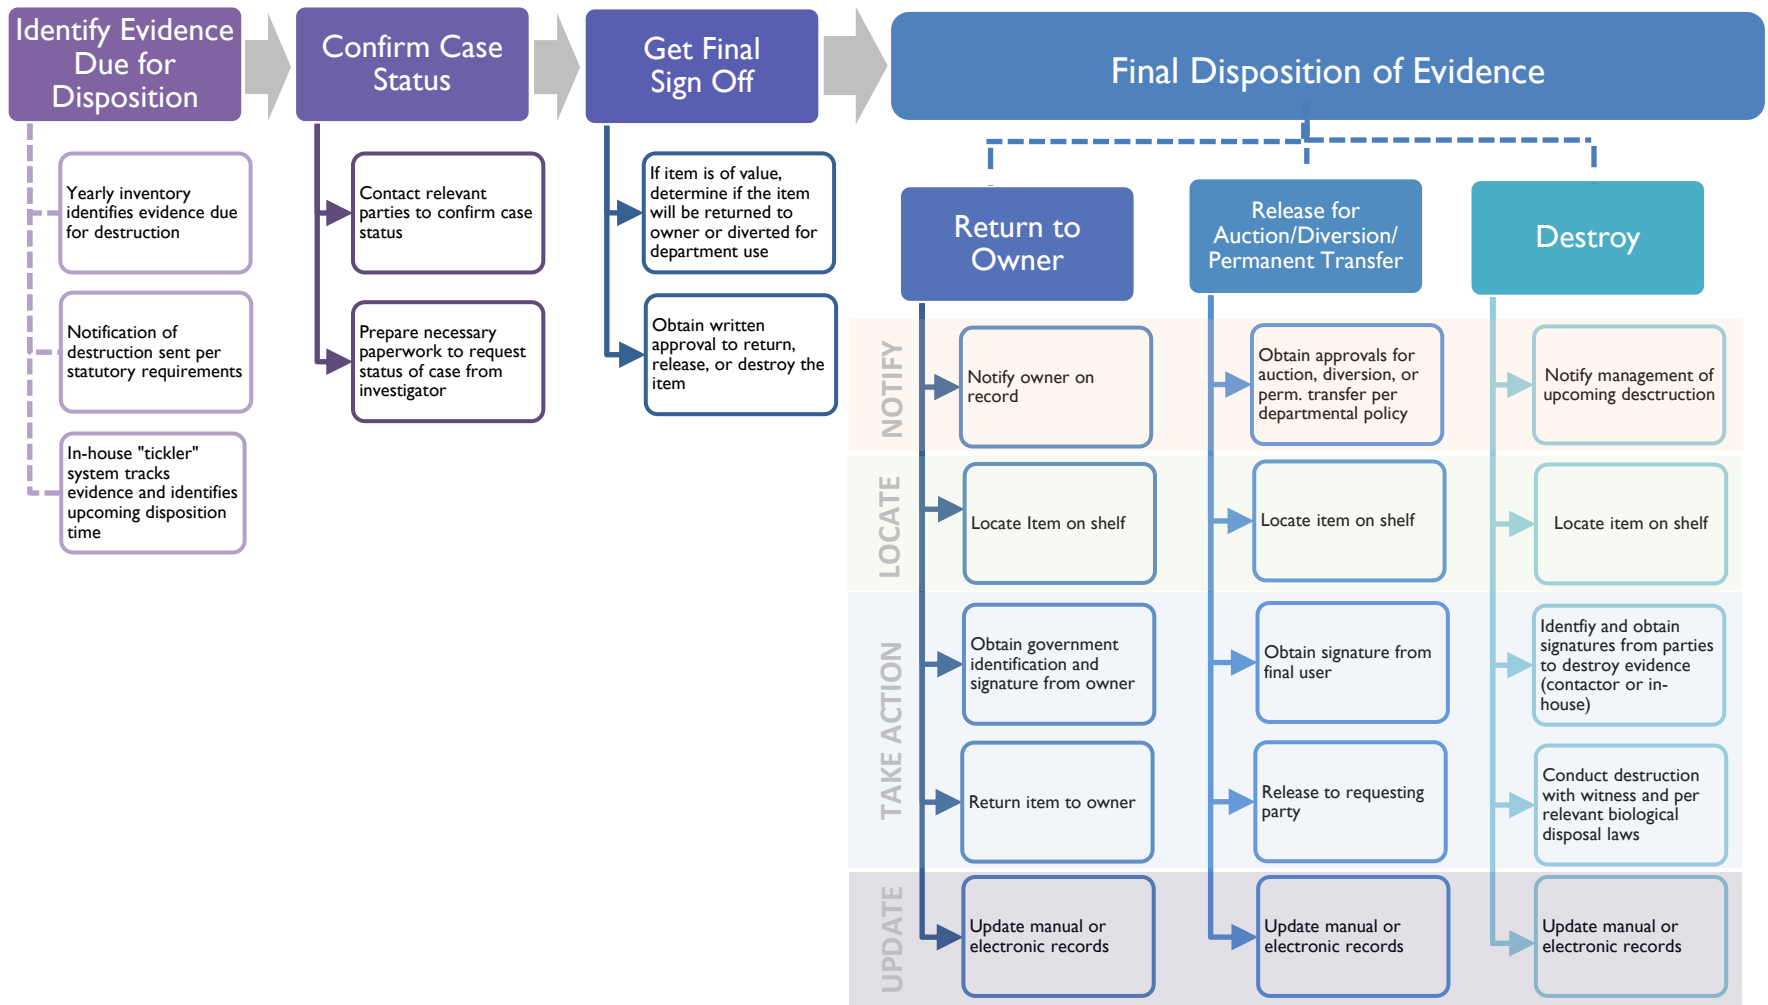 Identify Evidence
Due for
Disposition
Confirm Case
Status
Get Final
Sign Off
Final Disposition of Evidence
Yearly inventory
identifies evidence due
for destruction
Notification of
destruction sent per
statutory requirements
In-house "tickler"
system tracks
evidence and identifies
upcoming disposition
time
Contact relevant
parties to confirm case
status
Prepare necessary
paperwork to request
status of case from
investigator
If item is of value,
determine if the item
will be returned to
owner or diverted for
department use
Obtain written
approval to return,
release, or destroy the
item
Return to
Owner
Release for
Auction/Diversion/
Permanent Transfer
Destroy
NOTIFY
Notify owner on
record
Obtain approvals for
auction, diversion, or
perm. transfer per
departmental policy
Notify management of
upcoming desctruction
LOCATE
Locate Item on shelf
Locate item on shelf
Locate item on shelf
TAKE ACTION
Obtain government
identification and
signature from owner
Obtain signature from
final user
Identfiy and obtain
signatures from parties
to destroy evidence
(contactor or in-
house)
Return item to owner
Release to requesting
party
Conduct destruction
with witness and per
relevant biological
disposal laws
UPDATE
Update manual or
electronic records
Update manual or
electronic records
Update manual or
electronic records